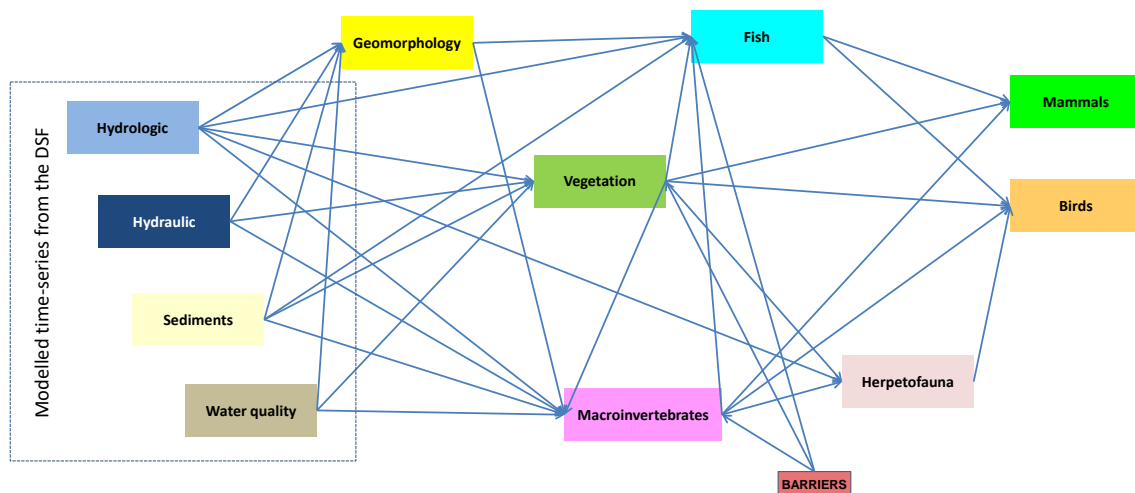 Geomorphology
Fish
Mammals
Modelled time-series from the DSF
Hydrologic
Vegetation
Birds
Hydraulic
Sediments
Herpetofauna
Water quality
Macroinvertebrates
BARRIERS